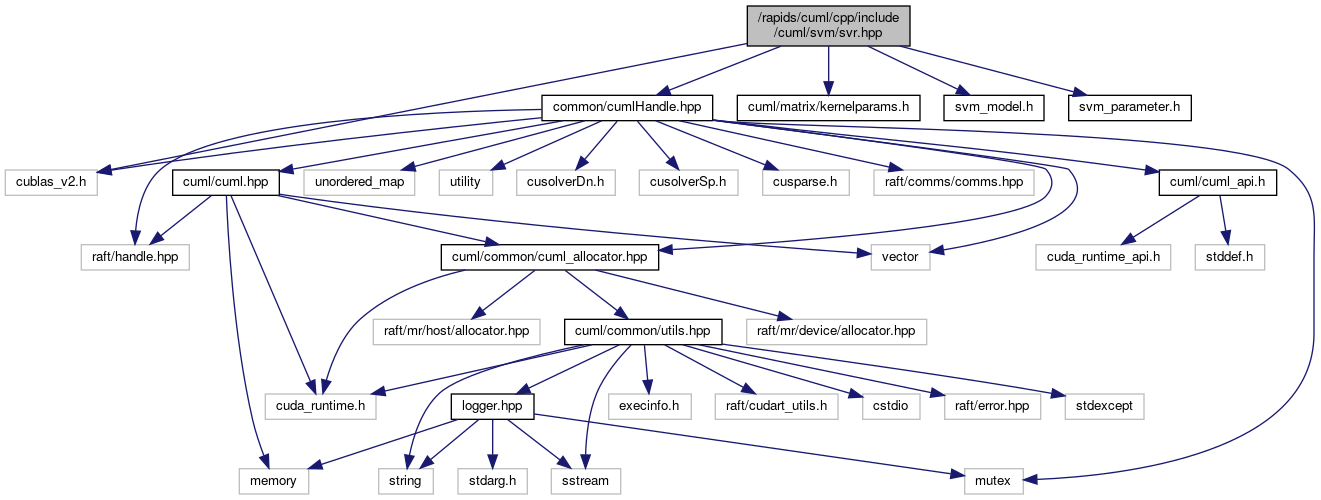 /rapids/cuml/cpp/include
/cuml/svm/svr.hpp
common/cumlHandle.hpp
cuml/matrix/kernelparams.h
svm_model.h
svm_parameter.h
cublas_v2.h
cuml/cuml.hpp
unordered_map
utility
cusolverDn.h
cusolverSp.h
cusparse.h
raft/comms/comms.hpp
cuml/cuml_api.h
raft/handle.hpp
cuml/common/cuml_allocator.hpp
vector
cuda_runtime_api.h
stddef.h
raft/mr/host/allocator.hpp
cuml/common/utils.hpp
raft/mr/device/allocator.hpp
cuda_runtime.h
logger.hpp
execinfo.h
raft/cudart_utils.h
cstdio
raft/error.hpp
stdexcept
memory
string
stdarg.h
sstream
mutex